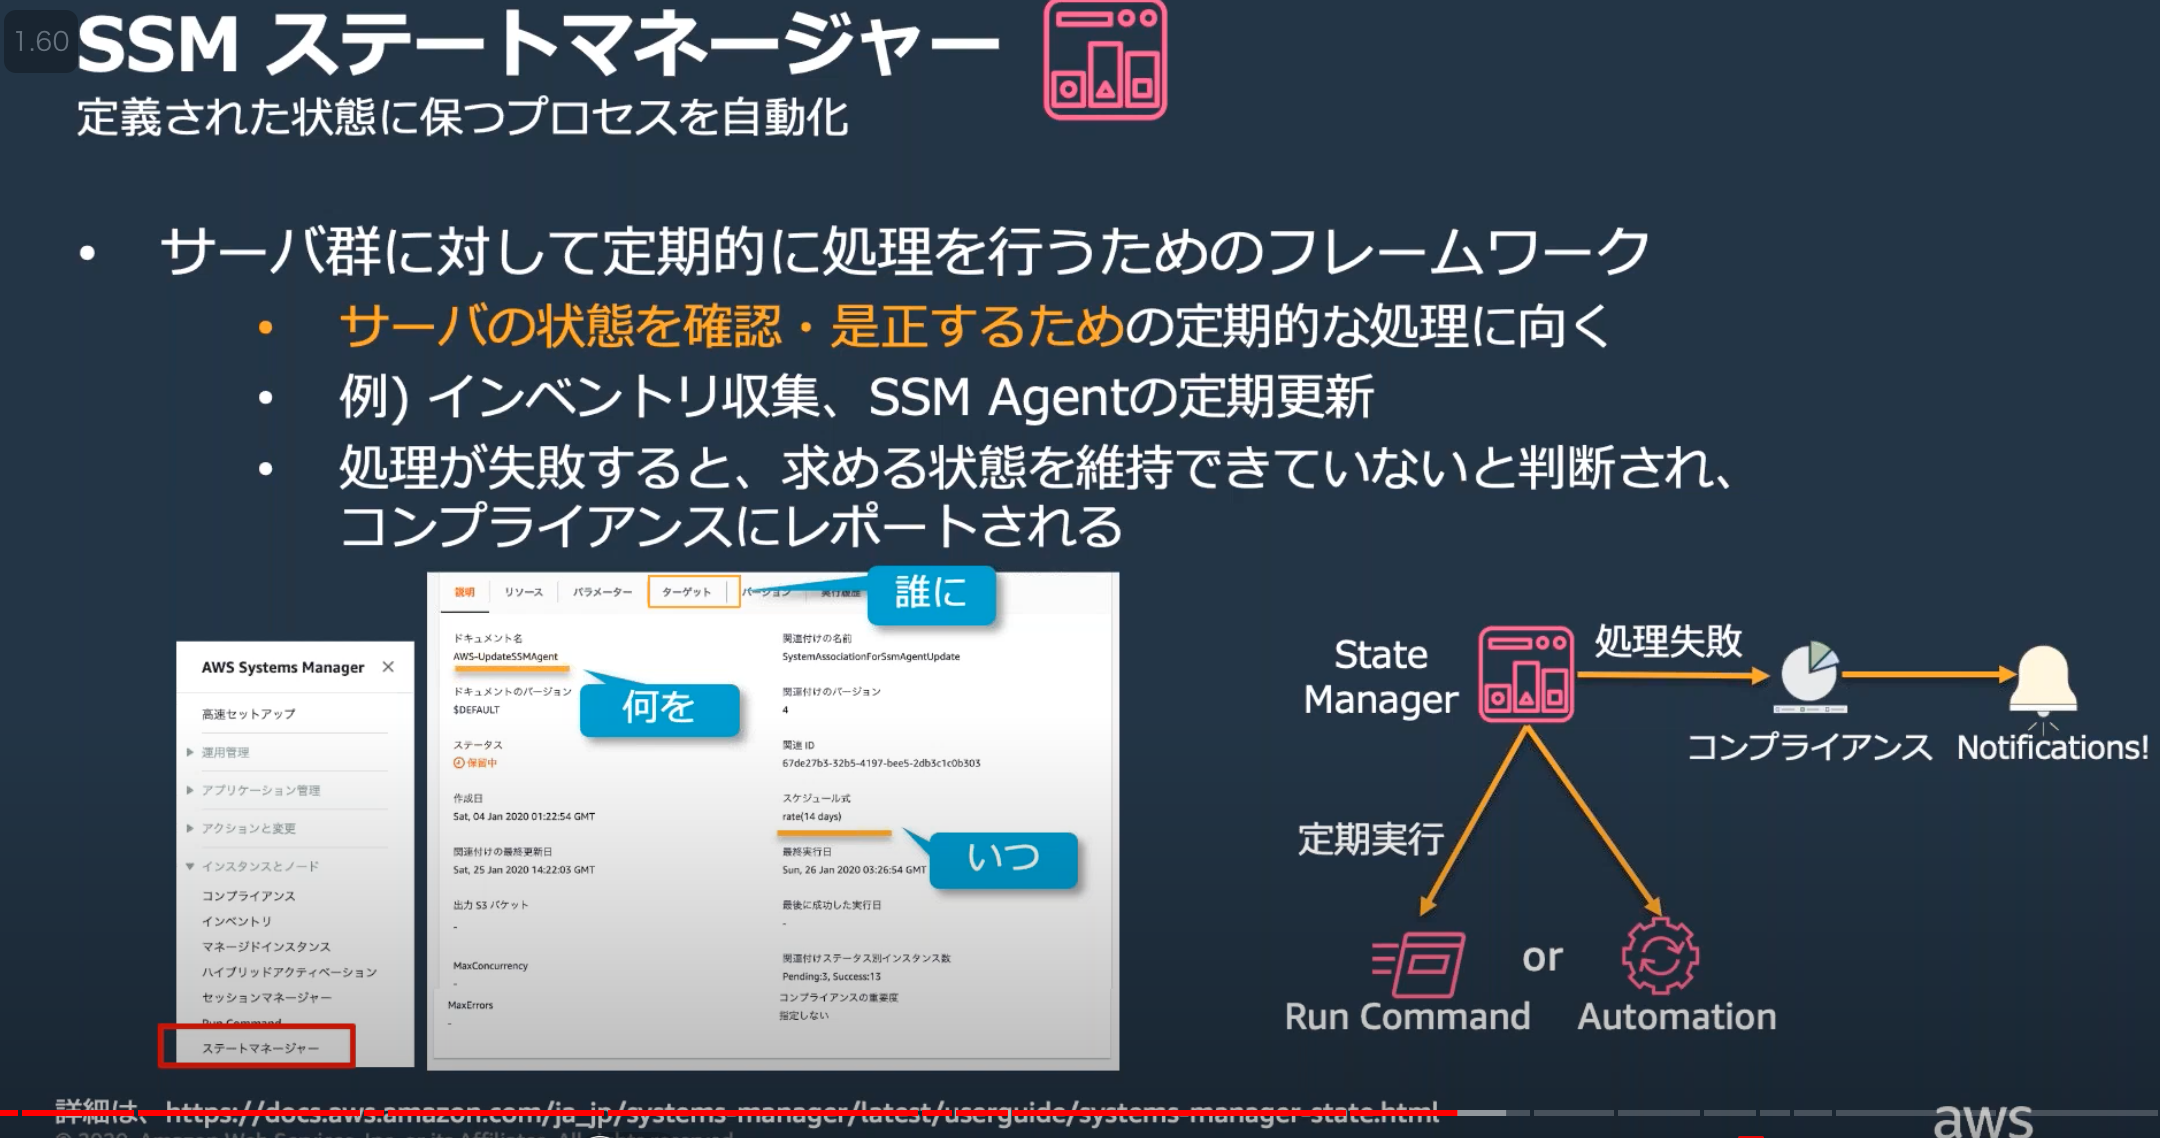 1.60
SSM ステートマネージャー
定義された状態に保つプロセスを自動化
• サーバ群に対して定期的に処理を行うためのフレームワーク
• サーバの状態を確認・是正するための定期的な処理に向く
• 例) インベントリ収集、SSM Agentの定期更新
• 処理が失敗すると、求める状態を維持できていないと判断され、
コンプライアンスにレポートされる
AWS Systems Manager ×
高速セットアップ
運用管理
アプリケーション管理
アクションと変更
インスタンスとノード
コンプライアンス
インベントリ
マネージドインスタンス
ハイブリッドアクティベーション
セッションマネージャー
Run Command
ステートマネージャー
説明 リソース パラメーター ターゲット バージョン 実行履歴
誰に
ドキュメント名
AWS-UpdateSSMAgent
何を
ドキュメントのバージョン
$DEFAULT
ステータス
保留中
作成日
Sat, 04 Jan 2020 01:22:54 GMT
関連付けの最終更新日
Sat, 25 Jan 2020 14:22:03 GMT
出力 S3 バケット
-
MaxConcurrency
-
MaxErrors
-
関連付けの名前
SystemAssociationForSsmAgentUpdate
関連付けのバージョン
4
関連 ID
67de27b3-32b5-4197-bee5-2db3c1c0b303
スケジュール式
rate(14 days)
いつ
最終実行日
Sun, 26 Jan 2020 03:26:54 GMT
最後に成功した実行日
-
関連付けステータス別インスタンス数
Pending:3, Success:13
コンプライアンスの重要度
指定しない
State
Manager
処理失敗
コンプライアンス
Notifications!
定期実行
Run Command
or
Automation
詳細は、https://docs.aws.amazon.com/ja_jp/systems-manager/latest/userguide/systems-manager-state.html
© 2020, Amazon Web Services, Inc. or its Affiliates. All rights reserved.
aws